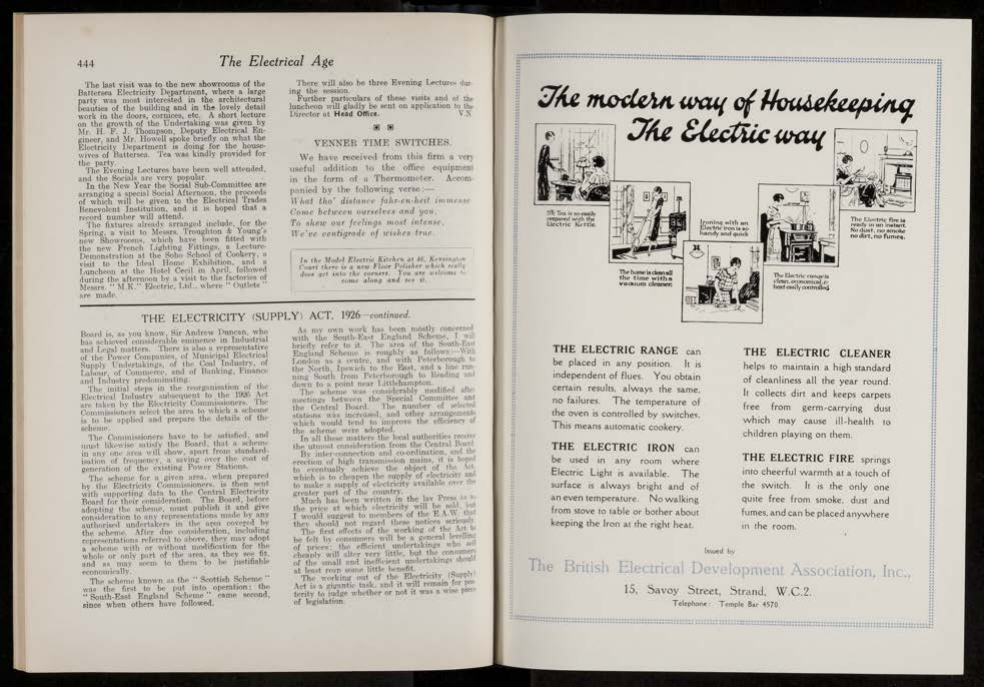 444
The Electrical Age
The last visit was to the new showrooms of the
Battersea Electricity Department, where a large
party was most interested in the architectural
beauties of the building and in the lovely detail
work in the doors, cornices, etc. A short lecture
on the growth of the Undertaking was given by
Mr. H. F. J. Thompson, Deputy Electrical En-
gineer, and Mr. Howell spoke briefly on what the
Electricity Department is doing for the house-
wives of Battersea. Tea was kindly provided for
the party.
The Evening Lectures have been well attended,
and the Socials are very popular.
In the New Year the Social Sub-Committee are
arranging a special Social Afternoon, the proceeds
of which will be given to the Electrical Trades
Benevolent Institution, and it is hoped that a
record number will attend.
The fixtures already arranged include, for the
Spring, a visit to Messrs. Troughton & Young's
new Showrooms, which have been fitted with
the new French Lighting Fittings, a Lecture-
Demonstration at the Soho School of Cookery, a
visit to the Ideal Home Exhibition, and a
Luncheon at the Hotel Cecil in April, followed
during the afternoon by a visit to the factories of
Messrs. "M.K." Electric, Ltd., where "Outlets"
are made.
There will also be three Evening Lectures dur-
ing the session.
Further particulars of these visits and of the
luncheon will gladly be sent on application to the
Director at Head Office. V.N.
VENNER TIME SWITCHES.
We have received from this firm a very
useful addition to the office equipment
in the form of a Thermometer. Accom-
panied by the following verse:—
What tho' distance fahr-en-heit immense
Come between ourselves and you,
To shew our feelings most intense,
We've centigrade of wishes true.
In the Model Electric Kitchen at 46, Kensington
Court there is a new Floor Polisher which really
does get into the corners. You are welcome to
come along and see it.
THE ELECTRICITY (SUPPLY) ACT, 1926—continued.
Board is, as you know, Sir Andrew Duncan, who
has achieved considerable eminence in Industrial
and Legal matters. There is also a representative
of the Power Companies, of Municipal Electrical
Supply Undertakings, of the Coal Industry, of
Labour, of Commerce, and of Banking, Finance
and Industry predominating.
The initial steps in the reorganisation of the
Electrical Industry subsequent to the 1926 Act
are taken by the Electricity Commissioners. The
Commissioners select the area to which a scheme
is to be applied and prepare the details of the
scheme.
The Commissioners have to be satisfied, and
must likewise satisfy the Board, that a scheme
in any one area will show, apart from standard-
isation of frequency, a saving over the cost of
generation of the existing Power Stations.
The scheme for a given area, when prepared
by the Electricity Commissioners, is then sent
with supporting data to the Central Electricity
Board for their consideration. The Board, before
adopting the scheme, must publish it and give
consideration to any representations made by any
authorised undertakers in the area covered by
the scheme. After due consideration, including
representations referred to above, they may adopt
a scheme with or without modification for the
whole or only part of the area, as they see fit,
and as may seem to them to be justifiable
economically.
The scheme known as the "Scottish Scheme"
was the first to be put into operation; the
"South-East England Scheme" came second,
since when others have followed.
As my own work has been mostly concerned
with the South-East England Scheme, I will
briefly refer to it. The area of the South-East
England Scheme is roughly as follows:—With
London as a centre, and with Peterborough to
the North, Ipswich to the East, and a line run-
ning South from Peterborough to Reading and
down to a point near Littlehampton.
The scheme was considerably modified after
meetings between the Special Committee and
the Central Board. The number of selected
stations was increased, and other arrangements
which would tend to improve the efficiency of
the scheme were adopted.
In all these matters the local authorities receive
the utmost consideration from the Central Board.
By inter-connection and co-ordination, and the
erection of high transmission mains, it is hoped
to eventually achieve the object of the Act,
which is to cheapen the supply of electricity and
to make a supply of electricity available over the
greater part of the country.
Much has been written in the lay Press as to
the price at which electricity will be sold, but
I would suggest to members of the E.A.W. that
they should not regard these notices seriously.
The first effects of the working of the Act to
be felt by consumers will be a general levelling
of prices; the efficient undertakings who sell
cheaply will alter very little, but the consumers
of the small and inefficient undertakings should
at least reap some little benefit.
The working out of the Electricity (Supply)
Act is a gigantic task, and it will remain for pos-
terity to judge whether or not it was a wise piece
of legislation.
The modern way of Housekeeping
The Electric way
Tea is so easily
prepared with the
Electric Kettle.
The home is clean all
the time with a
vacuum cleaner.
Ironing with an
Electric iron is so
handy and quick
The Electric range is
clean, economical,
heat easily controlled.
The Electric fire is
ready in an instant.
No dust, no smoke
no dirt, no fumes.
THE ELECTRIC RANGE can
be placed in any position. It is
independent of flues. You obtain
certain results, always the same,
no failures. The temperature of
the oven is controlled by switches.
This means automatic cookery.
THE ELECTRIC IRON can
be used in any room where
Electric Light is available. The
surface is always bright and of
an even temperature. No walking
from stove to table or bother about
keeping the Iron at the right heat.
THE ELECTRIC CLEANER
helps to maintain a high standard
of cleanliness all the year round.
It collects dirt and keeps carpets
free from germ-carrying dust
which may cause ill-health to
children playing on them.
THE ELECTRIC FIRE springs
into cheerful warmth at a touch of
the switch. It is the only one
quite free from smoke, dust and
fumes, and can be placed anywhere
in the room.
Issued by
The British Electrical Development Association, Inc.,
15, Savoy Street, Strand, W.C.2.
Telephone: Temple Bar 4570